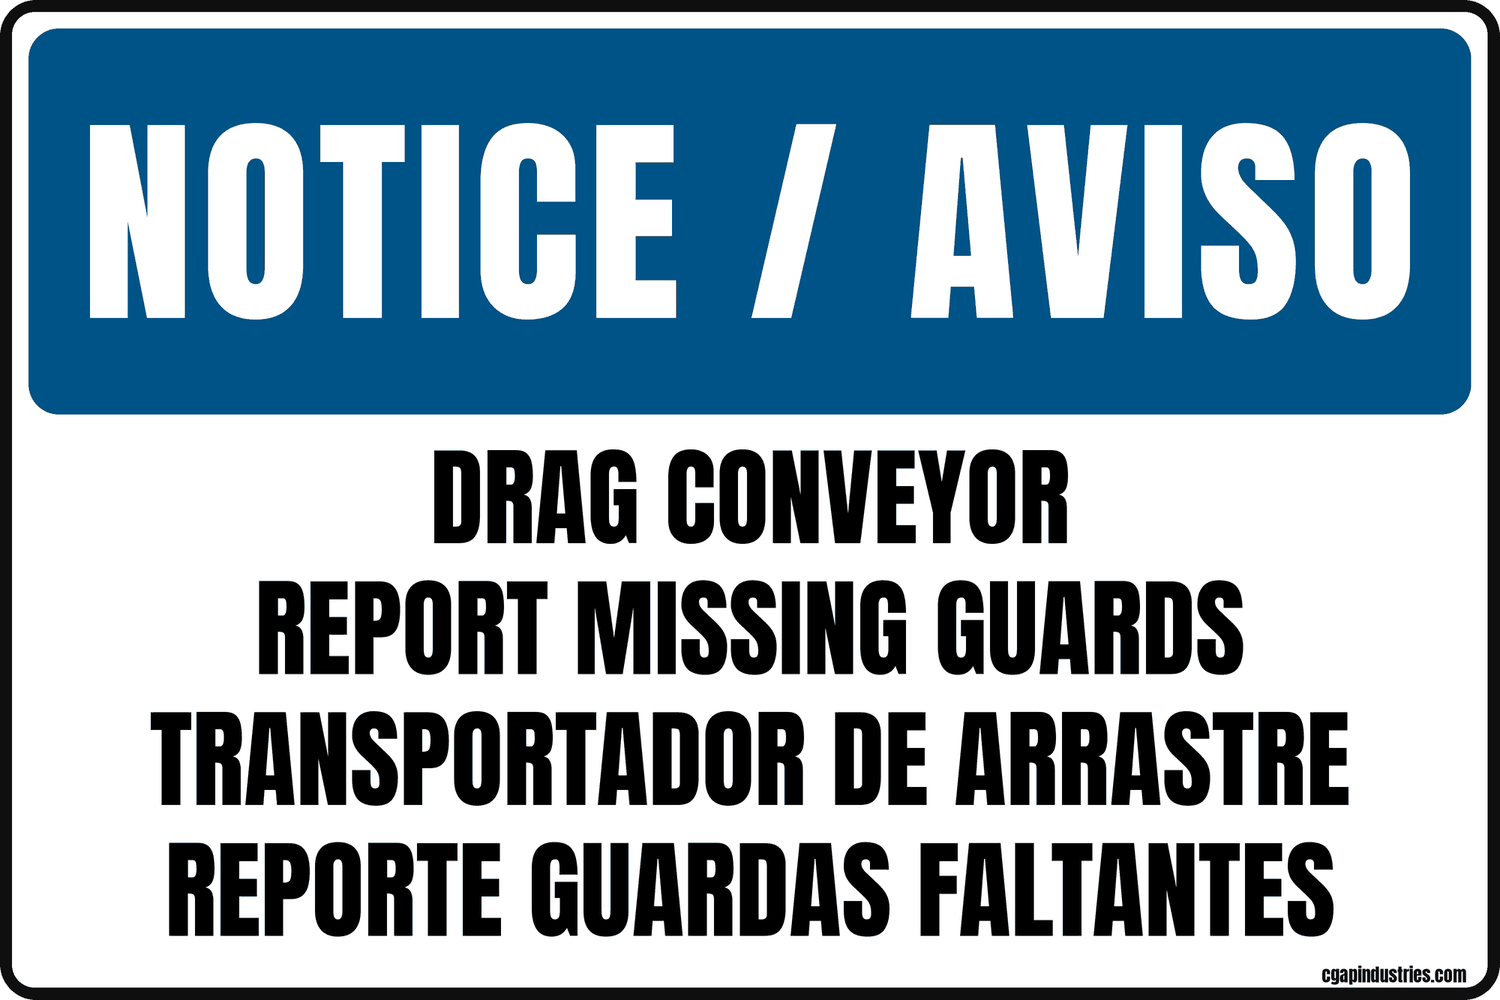 NOTICE / AVISO
DRAG CONVEYOR
REPORT MISSING GUARDS
TRANSPORTADOR DE ARRASTRE
REPORTE GUARDAS FALTANTES
cgapindustries.com